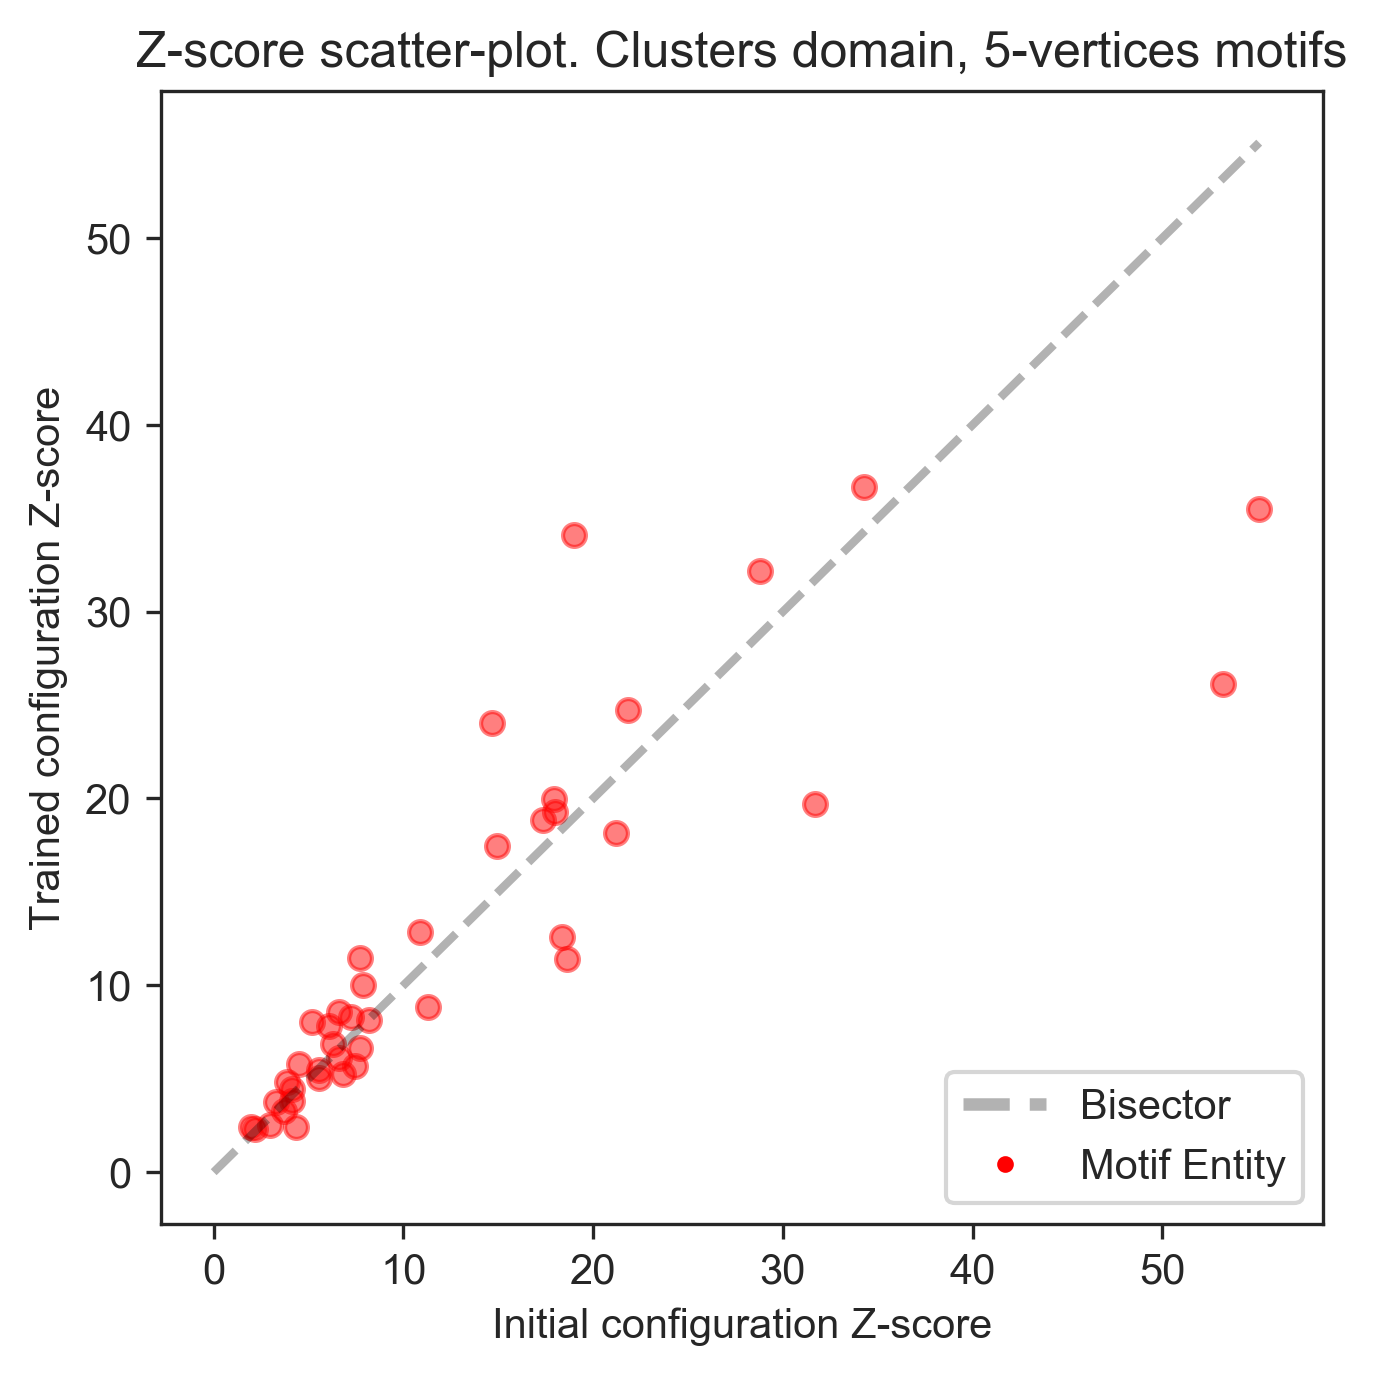 Z-score scatter-plot. Clusters domain, 5-vertices motifs
Trained configuration Z-score
50
40
30
20
10
0
0 10 20 30 40 50
Initial configuration Z-score
Bisector
Motif Entity